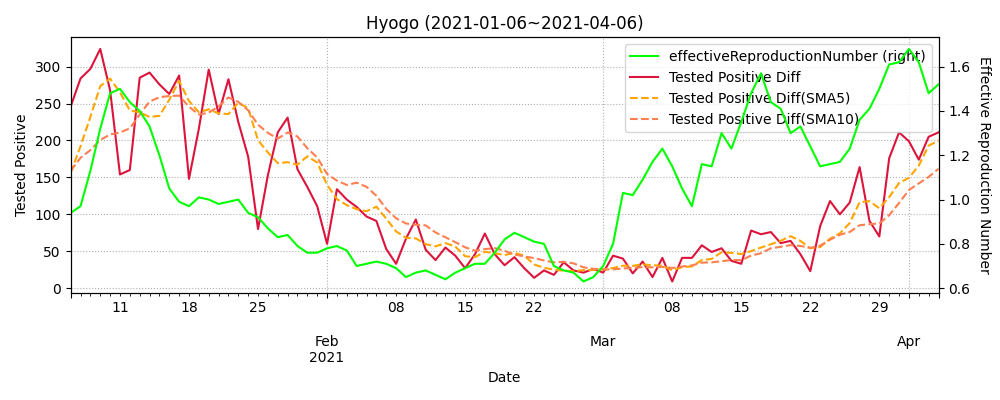 Hyogo (2021-01-06~2021-04-06)
effectiveReproductionNumber (right)
Tested Positive Diff
Tested Positive Diff(SMA5)
Tested Positive Diff(SMA10)
Tested Positive
300
250
200
150
100
50
0
1.6
1.4
1.2
1.0
0.8
0.6
Effective Reproduction Number
11 18 25 08 15 22 08 15 22 29
Feb Mar Apr
2021
Date